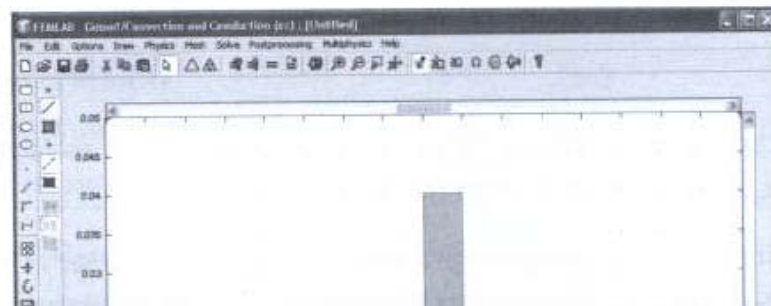 FEMLAB - Geom1/Convection and Conduction (cc) : [Untitled]
File Edit Options Draw Physics Mesh Solve Postprocessing Multiphysics Help
0.05
0.045
0.04
0.035
0.03